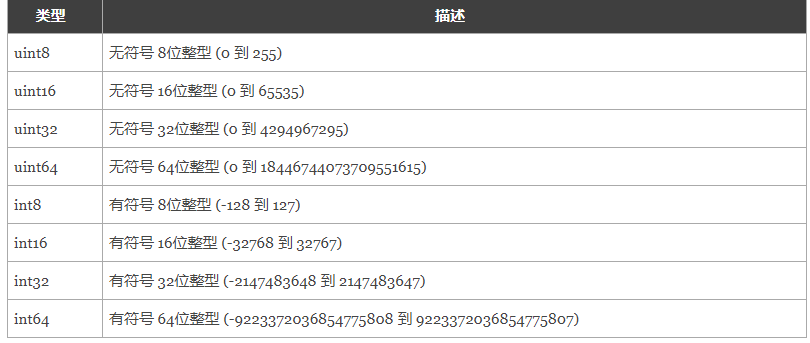 类型 描述
uint8 无符号 8位整型 (0 到 255)
uint16 无符号 16位整型 (0 到 65535)
uint32 无符号 32位整型 (0 到 4294967295)
uint64 无符号 64位整型 (0 到 18446744073709551615)
int8 有符号 8位整型 (-128 到 127)
int16 有符号 16位整型 (-32768 到 32767)
int32 有符号 32位整型 (-2147483648 到 2147483647)
int64 有符号 64位整型 (-9223372036854775808 到 9223372036854775807)